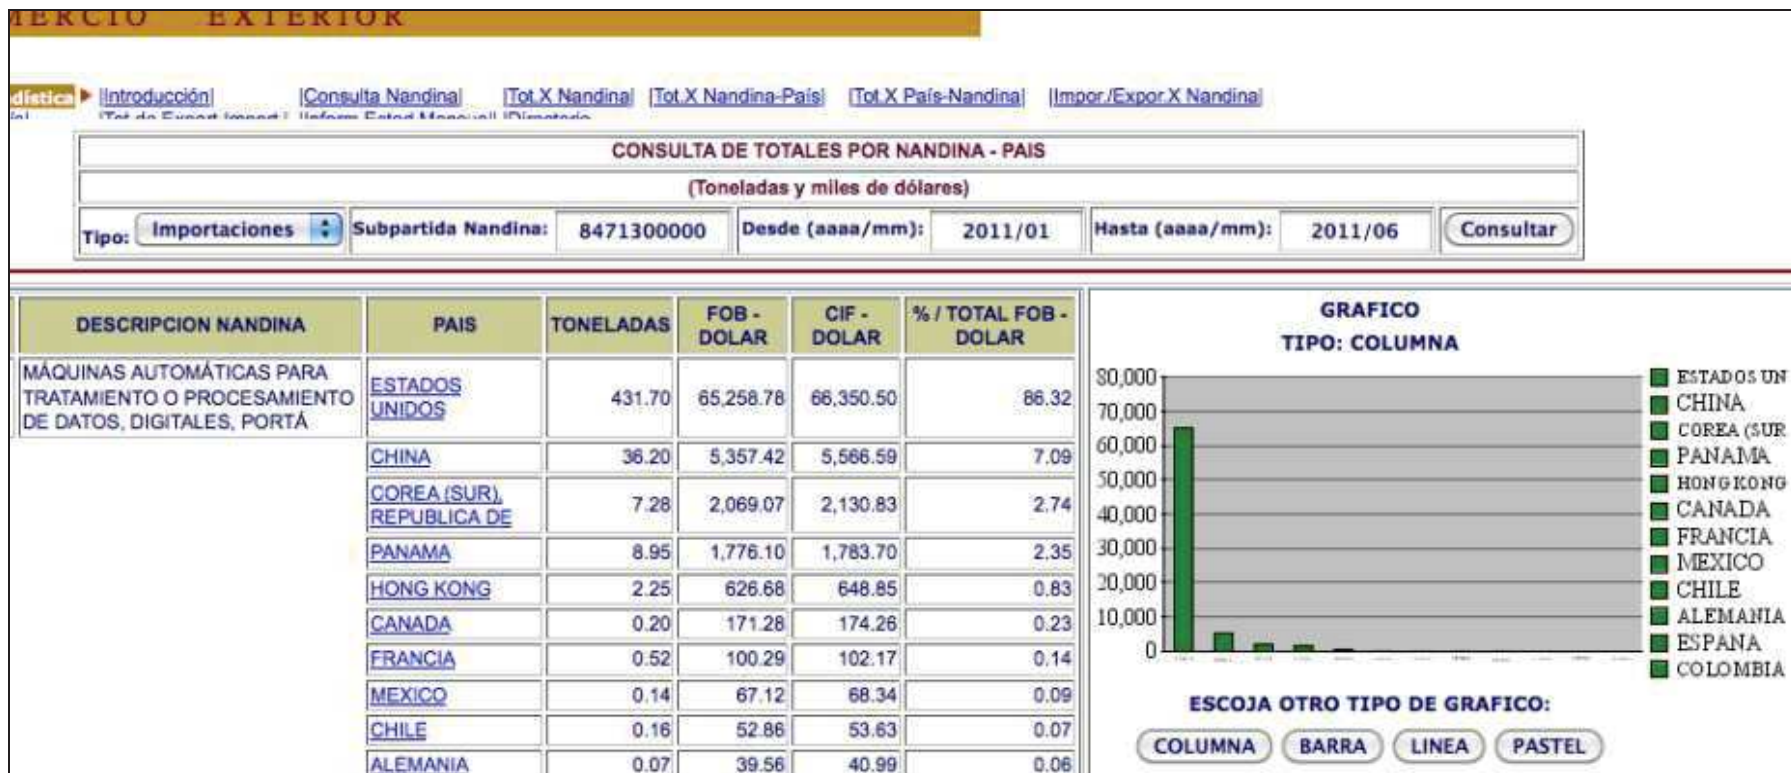 MERCIO EXTERIOR
dística |Introducción| |Consulta Nandina| |Tot.X Nandina| |Tot.X Nandina-País| |Tot.X País-Nandina| |Impor./Expor.X Nandina|
CONSULTA DE TOTALES POR NANDINA - PAIS
(Toneladas y miles de dólares)
Tipo: Importaciones Subpartida Nandina: 8471300000 Desde (aaaa/mm): 2011/01 Hasta (aaaa/mm): 2011/06 Consultar
DESCRIPCION NANDINA PAIS TONELADAS FOB - DOLAR CIF - DOLAR % / TOTAL FOB - DOLAR
MÁQUINAS AUTOMÁTICAS PARA
TRATAMIENTO O PROCESAMIENTO
DE DATOS, DIGITALES, PORTÁ
ESTADOS UNIDOS 431.70 65,258.78 66,350.50 86.32
CHINA 36.20 5,357.42 5,566.59 7.09
COREA (SUR), REPUBLICA DE 7.28 2,069.07 2,130.83 2.74
PANAMA 8.95 1,776.10 1,783.70 2.35
HONG KONG 2.25 626.68 648.85 0.83
CANADA 0.20 171.28 174.26 0.23
FRANCIA 0.52 100.29 102.17 0.14
MEXICO 0.14 67.12 68.34 0.09
CHILE 0.16 52.86 53.63 0.07
ALEMANIA 0.07 39.56 40.99 0.06
GRAFICO
TIPO: COLUMNA
80,000
70,000
60,000
50,000
40,000
30,000
20,000
10,000
0
ESTADOS UN
CHINA
COREA (SUR
PANAMA
HONG KONG
CANADA
FRANCIA
MEXICO
CHILE
ALEMANIA
ESPANA
COLOMBIA
ESCOJA OTRO TIPO DE GRAFICO:
COLUMNA BARRA LINEA PASTEL